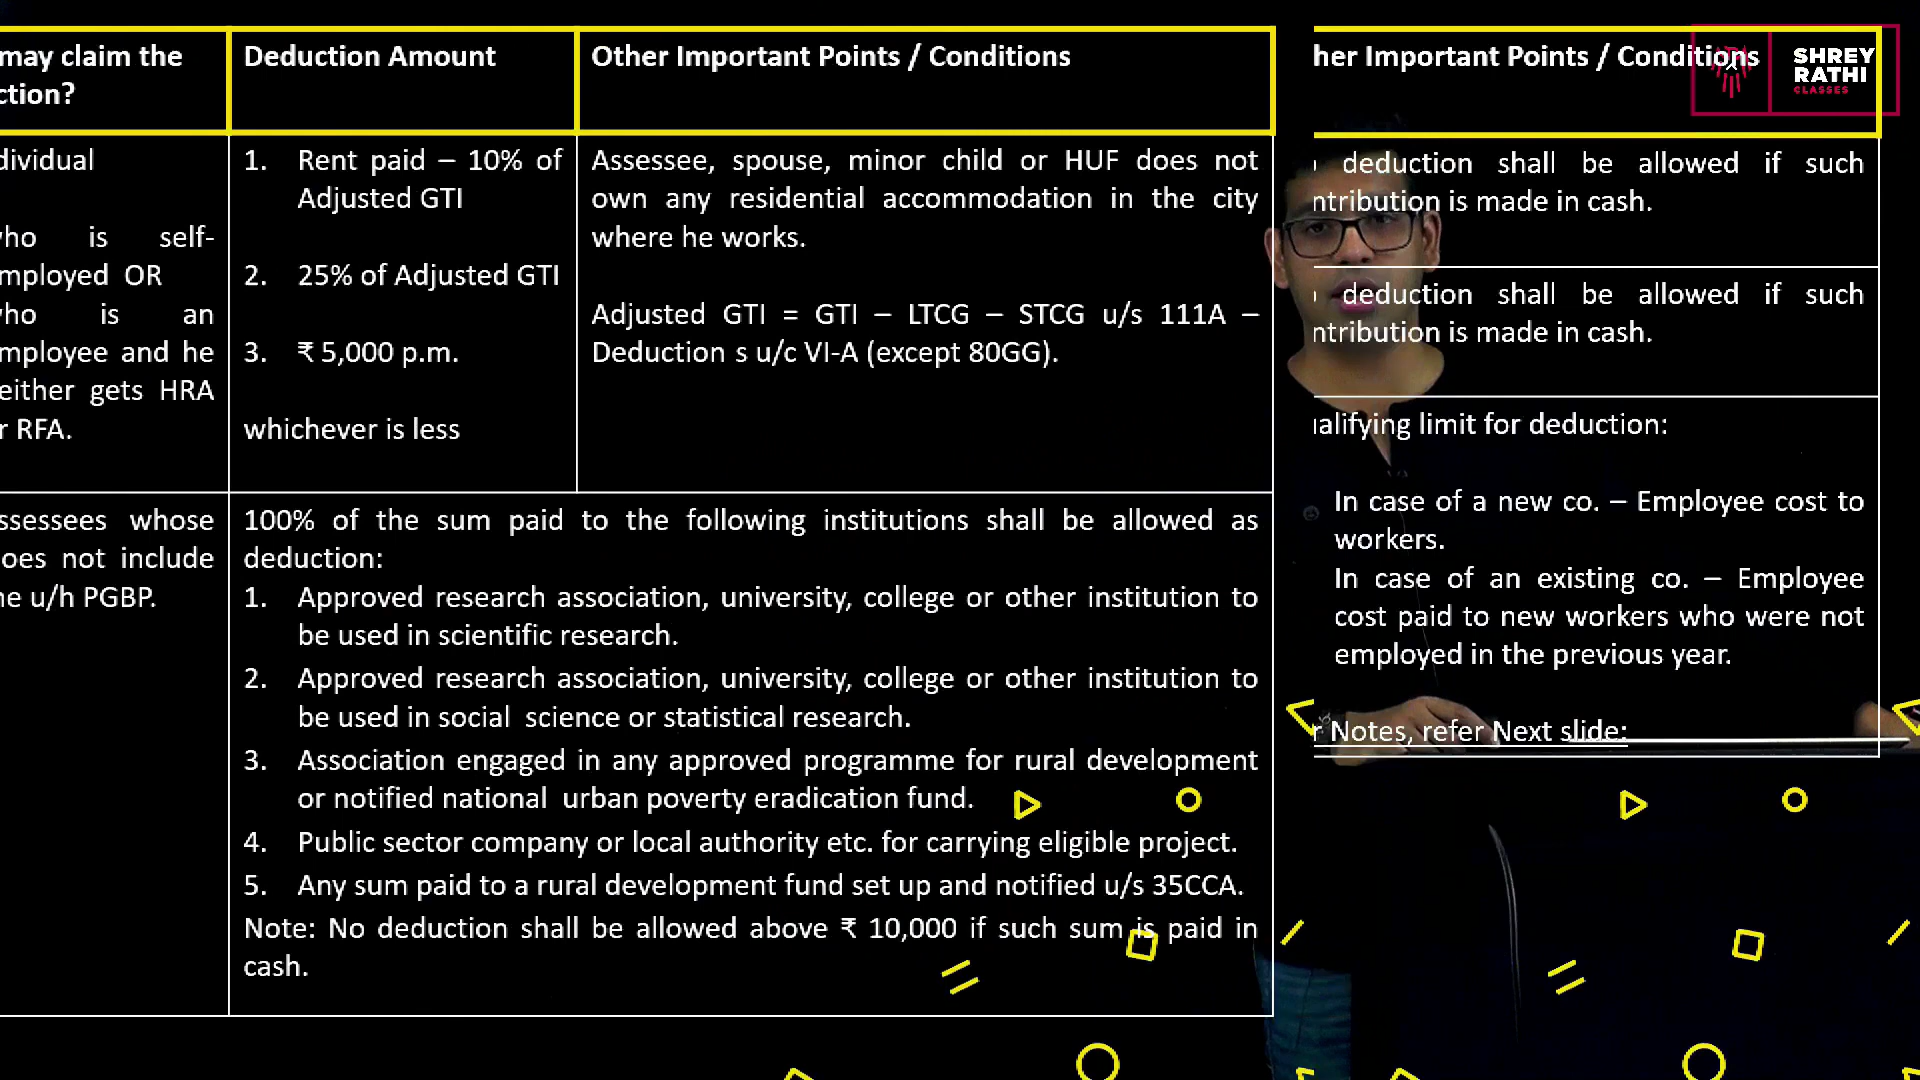 may claim the
ction?
Deduction Amount
Other Important Points / Conditions
dividual
who is self-
mployed OR
who is an
mployee and he
either gets HRA
r RFA.
1. Rent paid – 10% of
Adjusted GTI
2. 25% of Adjusted GTI
3. ₹ 5,000 p.m.
whichever is less
Assessee, spouse, minor child or HUF does not
own any residential accommodation in the city
where he works.
Adjusted GTI = GTI – LTCG – STCG u/s 111A –
Deduction s u/c VI-A (except 80GG).
ssessees whose
oes not include
ne u/h PGBP.
100% of the sum paid to the following institutions shall be allowed as
deduction:
1. Approved research association, university, college or other institution to
be used in scientific research.
2. Approved research association, university, college or other institution to
be used in social science or statistical research.
3. Association engaged in any approved programme for rural development
or notified national urban poverty eradication fund.
4. Public sector company or local authority etc. for carrying eligible project.
5. Any sum paid to a rural development fund set up and notified u/s 35CCA.
Note: No deduction shall be allowed above ₹ 10,000 if such sum is paid in
cash.
her Important Points / Conditions
deduction shall be allowed if such
ntribution is made in cash.
deduction shall be allowed if such
ntribution is made in cash.
alifying limit for deduction:
In case of a new co. – Employee cost to
workers.
In case of an existing co. – Employee
cost paid to new workers who were not
employed in the previous year.
r Notes, refer Next slide:
SHREY
RATHI
CLASSES